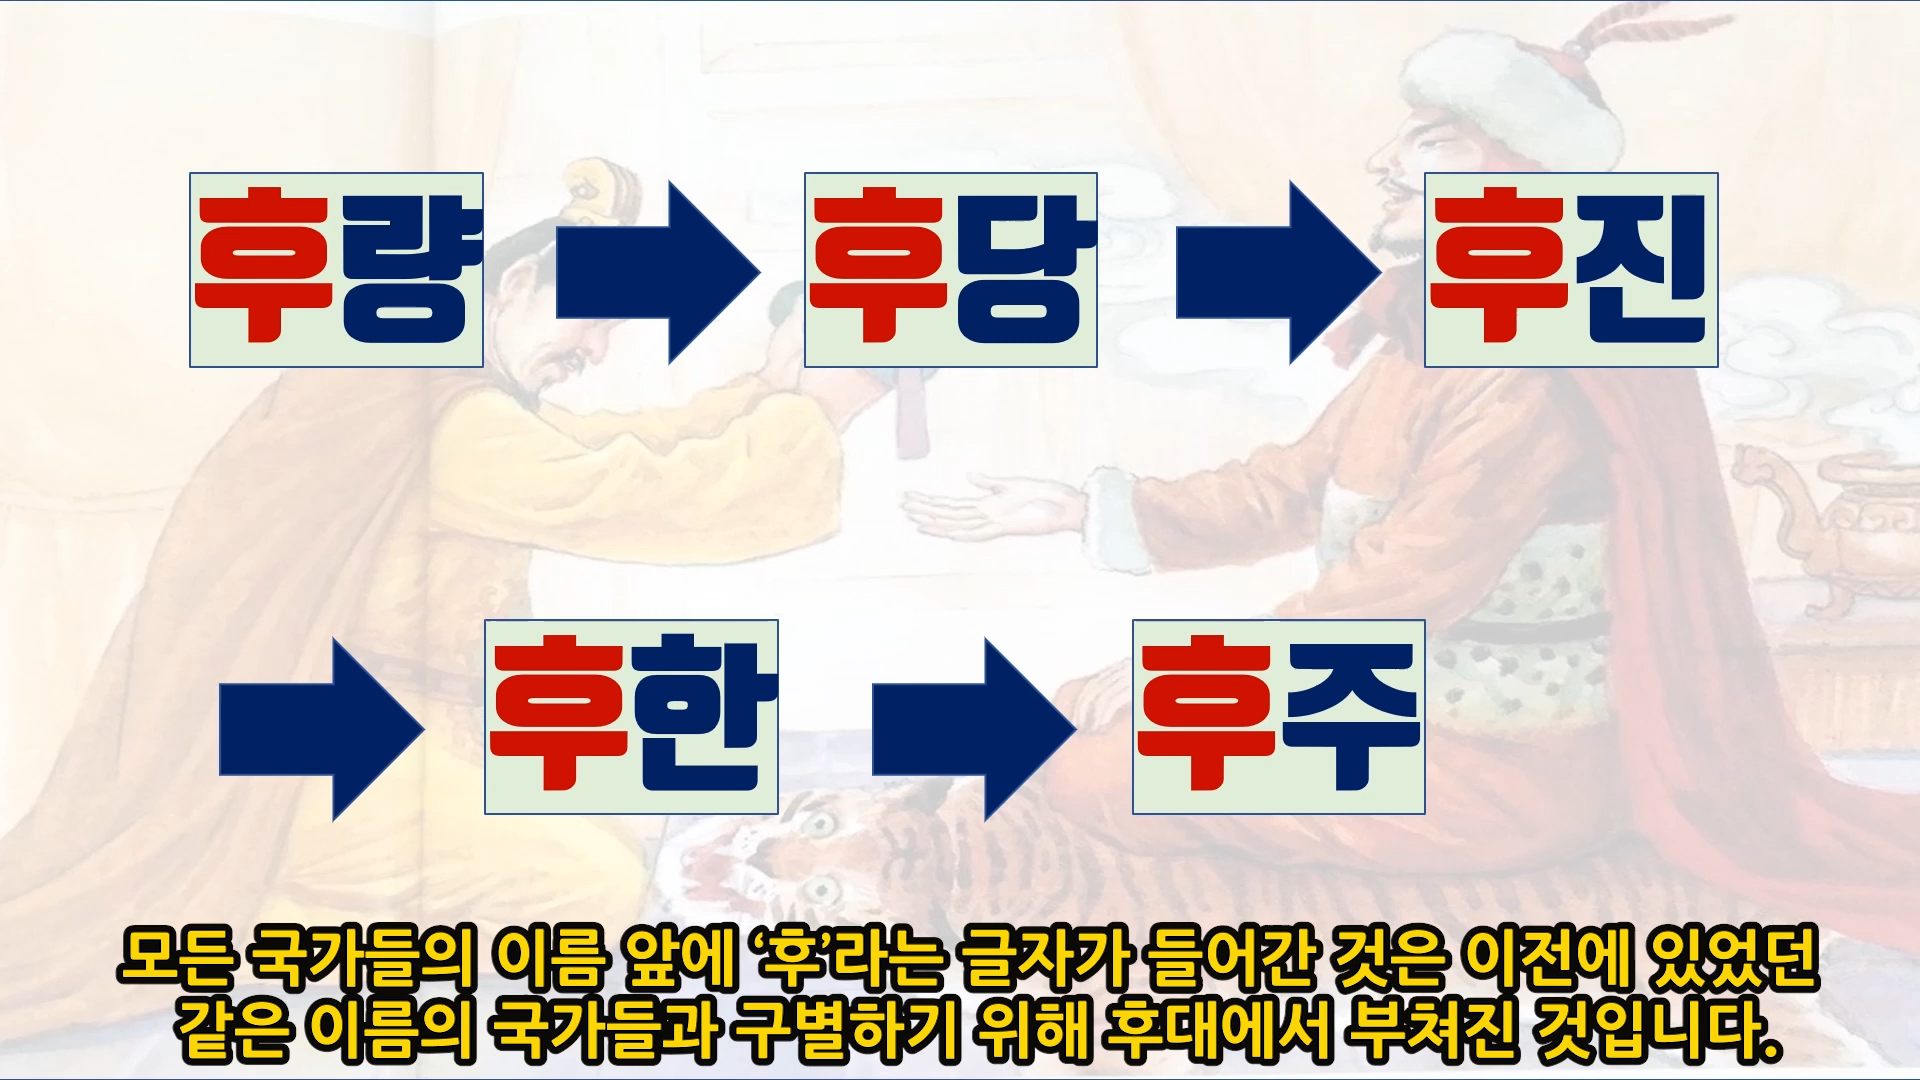 후량 후당 후진
후한 후주
모든 국가들의 이름 앞에 ‘후’라는 글자가 들어간 것은 이전에 있었던
같은 이름의 국가들과 구별하기 위해 후대에서 부쳐진 것입니다.